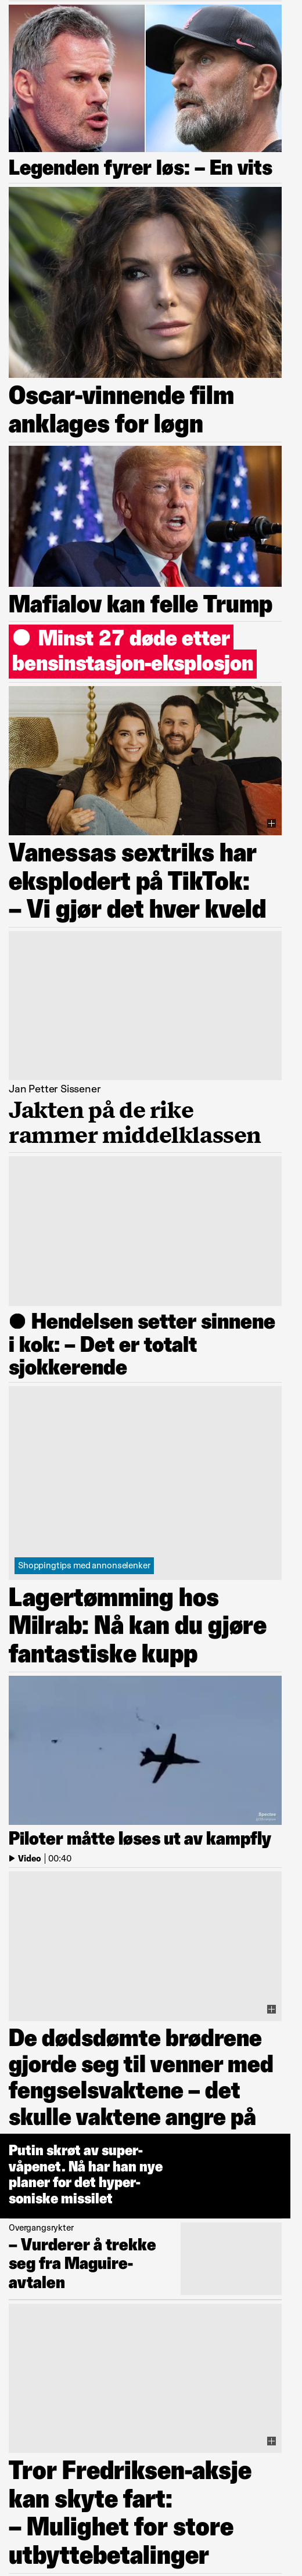 Legenden fyrer løs: – En vits
Oscar-vinnende film
anklages for løgn
Mafialov kan felle Trump
● Minst 27 døde etter
bensinstasjon-eksplosjon
Vanessas sextriks har
eksplodert på TikTok:
– Vi gjør det hver kveld
Jan Petter Sissener
Jakten på de rike
rammer middelklassen
● Hendelsen setter sinnene
i kok: – Det er totalt
sjokkerende
Shoppingtips med annonselenker
Lagertømming hos
Milrab: Nå kan du gjøre
fantastiske kupp
Piloter måtte løses ut av kampfly
Video | 00:40
De dødsdømte brødrene
gjorde seg til venner med
fengselsvaktene – det
skulle vaktene angre på
Putin skrøt av super-
våpenet. Nå har han nye
planer for det hyper-
soniske missilet
Overgangsrykter
– Vurderer å trekke
seg fra Maguire-
avtalen
Tror Fredriksen-aksje
kan skyte fart:
– Mulighet for store
utbyttebetalinger